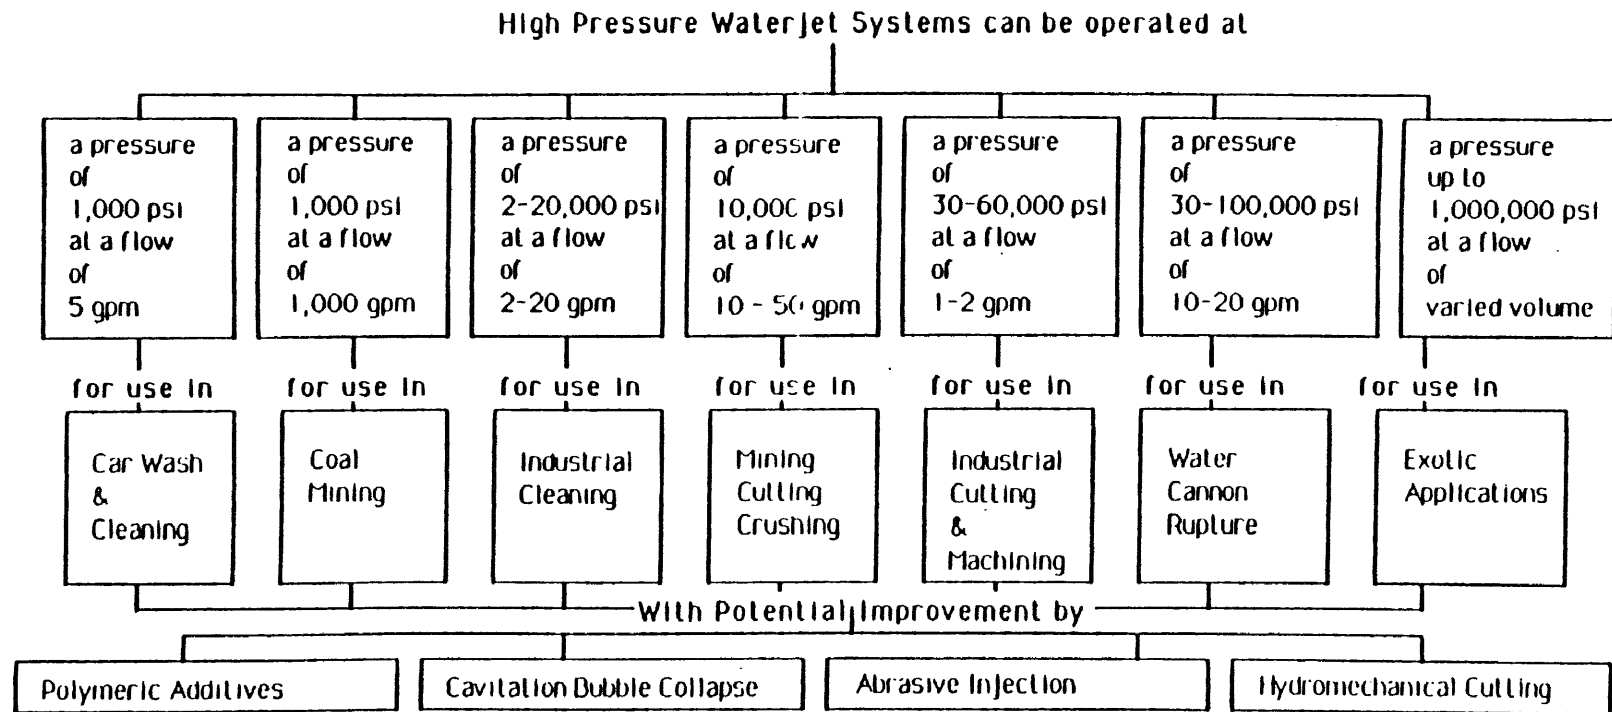 High Pressure Waterjet Systems can be operated at
a pressure
of
1,000 psi
at a flow
of
5 gpm
a pressure
of
1,000 psi
at a flow
of
1,000 gpm
a pressure
of
2-20,000 psi
at a flow
of
2-20 gpm
a pressure
of
10,000 psi
at a flow
of
10 - 50 gpm
a pressure
of
30-60,000 psi
at a flow
of
1-2 gpm
a pressure
of
30-100,000 psi
at a flow
of
10-20 gpm
a pressure
up to
1,000,000 psi
at a flow
of
varied volume
for use in
for use in
for use in
for use in
for use in
for use in
for use in
Car Wash
&
Cleaning
Coal
Mining
Industrial
Cleaning
Mining
Cutting
Crushing
Industrial
Cutting
&
Machining
Water
Cannon
Rupture
Exotic
Applications
With Potential Improvement by
Polymeric Additives
Cavitation Bubble Collapse
Abrasive Injection
Hydromechanical Cutting